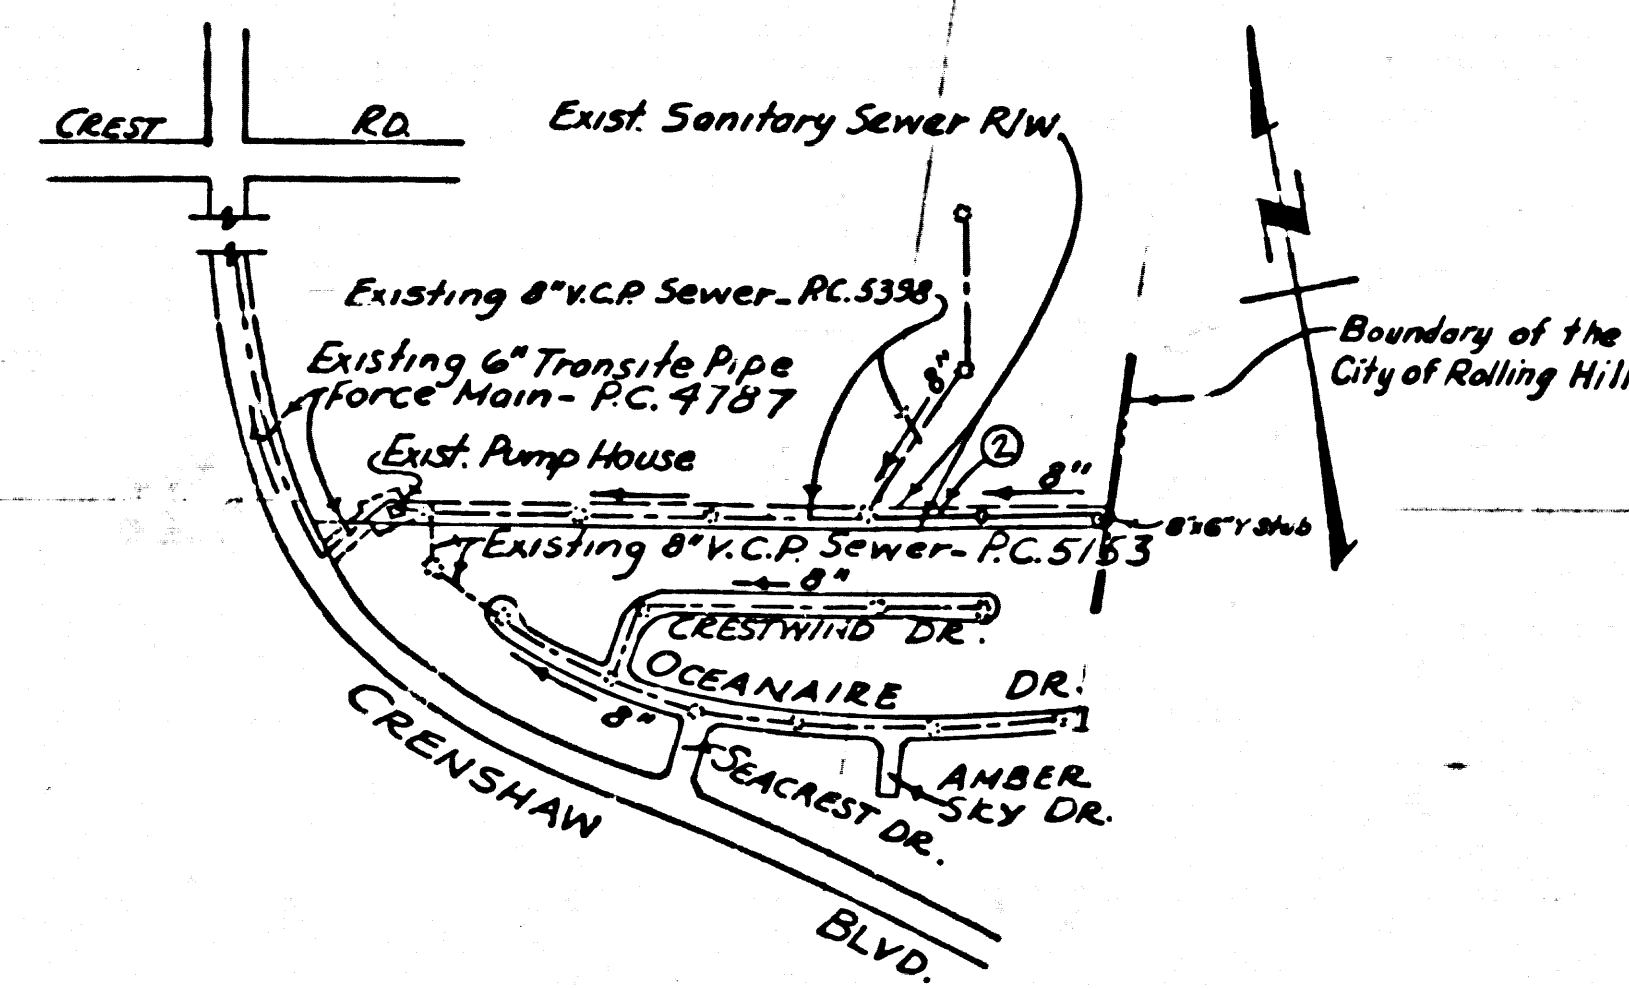 CREST RD.
Exist. Sanitary Sewer R/W.
Existing 8" V.C.P. Sewer- P.C. 5398
Boundary of the
City of Rolling Hill
Existing 6" Transite Pipe
Force Main- P.C. 4787
8"
Exist. Pump House
2
8"
8"x6" Y Stub
Existing 8" V.C.P. Sewer- P.C. 5153
8"
CRESTWIND DR.
OCEANAIRE DR.
8"
CRENSHAW BLVD.
SEACREST DR.
AMBER
SKY DR.
N